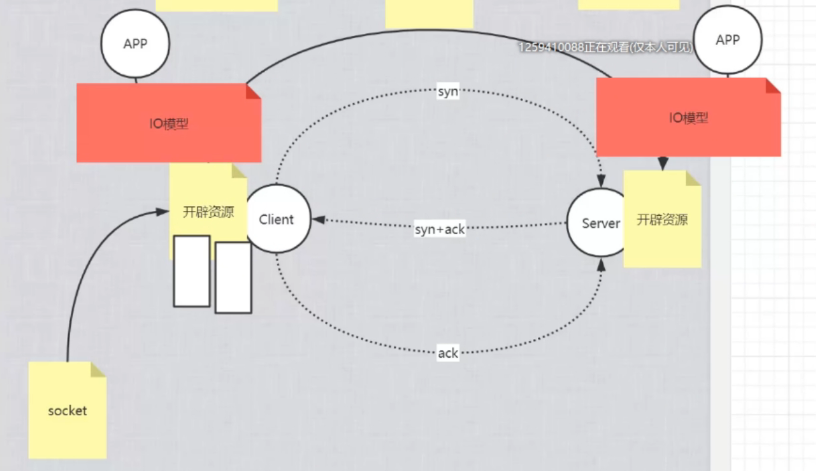 APP
APP
1259410088正在观看(仅本人可见)
IO模型
IO模型
syn
开辟资源
Client
syn+ack
Server
开辟资源
ack
socket